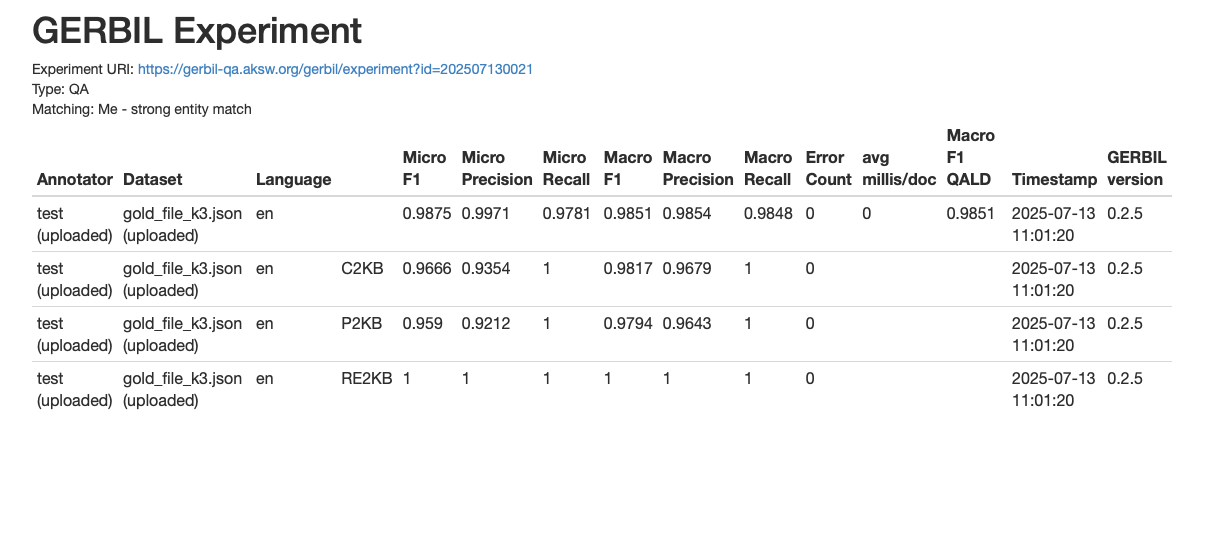 GERBIL Experiment
Experiment URI: https://gerbil-qa.aksw.org/gerbil/experiment?id=202507130021
Type: QA
Matching: Me - strong entity match
Macro
Micro Micro Micro Macro Macro Macro Error avg F1 GERBIL
Annotator Dataset Language F1 Precision Recall F1 Precision Recall Count millis/doc QALD Timestamp version
test gold_file_k3.json en 0.9875 0.9971 0.9781 0.9851 0.9854 0.9848 0 0 0.9851 2025-07-13 0.2.5
(uploaded) (uploaded) 11:01:20
test gold_file_k3.json en C2KB 0.9666 0.9354 1 0.9817 0.9679 1 0 2025-07-13 0.2.5
(uploaded) (uploaded) 11:01:20
test gold_file_k3.json en P2KB 0.959 0.9212 1 0.9794 0.9643 1 0 2025-07-13 0.2.5
(uploaded) (uploaded) 11:01:20
test gold_file_k3.json en RE2KB 1 1 1 1 1 1 0 2025-07-13 0.2.5
(uploaded) (uploaded) 11:01:20